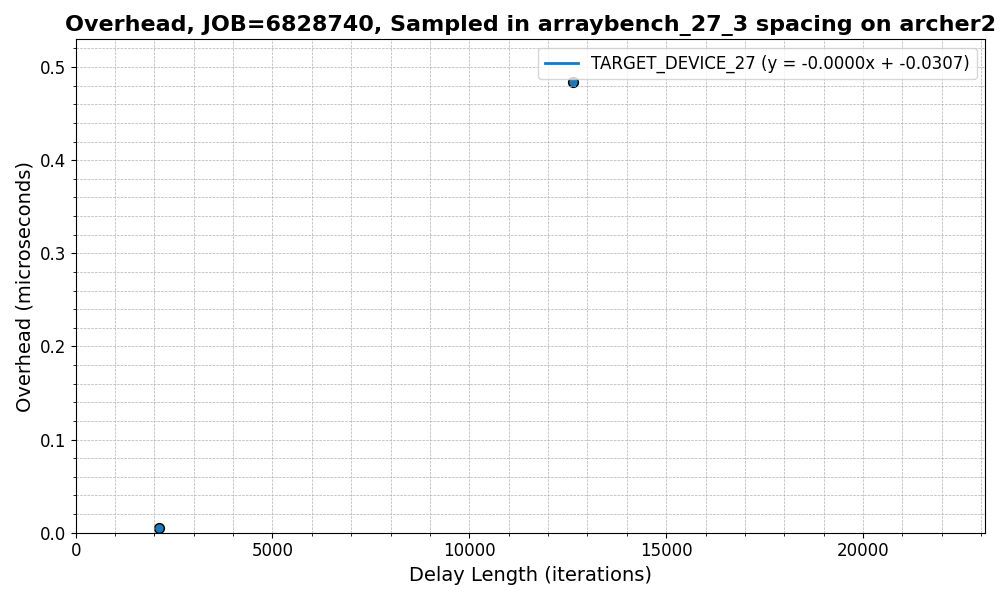 Overhead, JOB=6828740, Sampled in arraybench_27_3 spacing on archer2
TARGET_DEVICE_27 (y = -0.0000x + -0.0307)
Overhead (microseconds)
0.5
0.4
0.3
0.2
0.1
0.0
0 5000 10000 15000 20000
Delay Length (iterations)